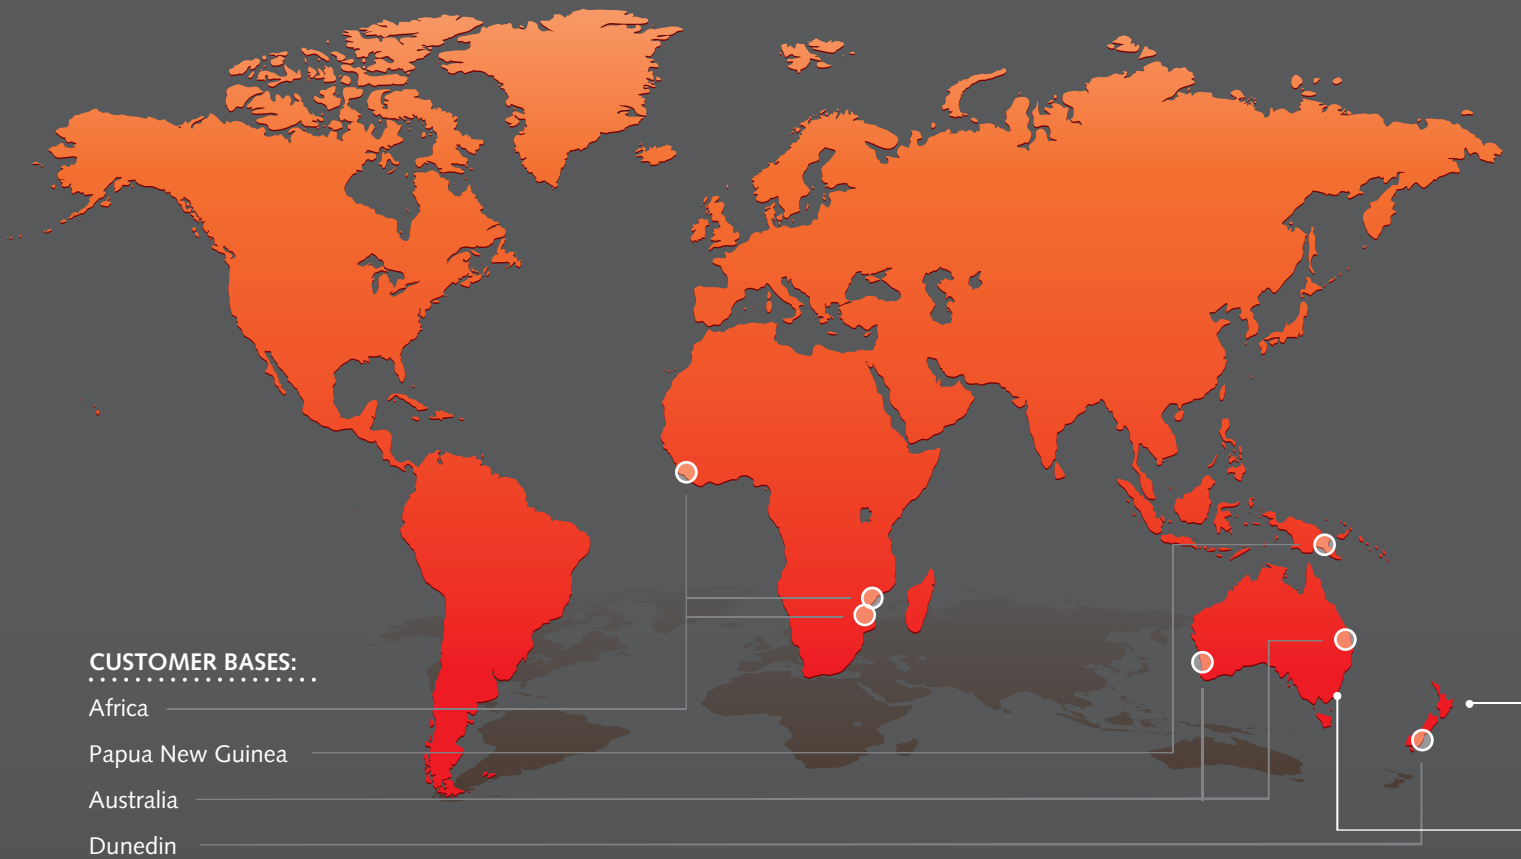 CUSTOMER BASES:
Africa
Papua New Guinea
Australia
Dunedin